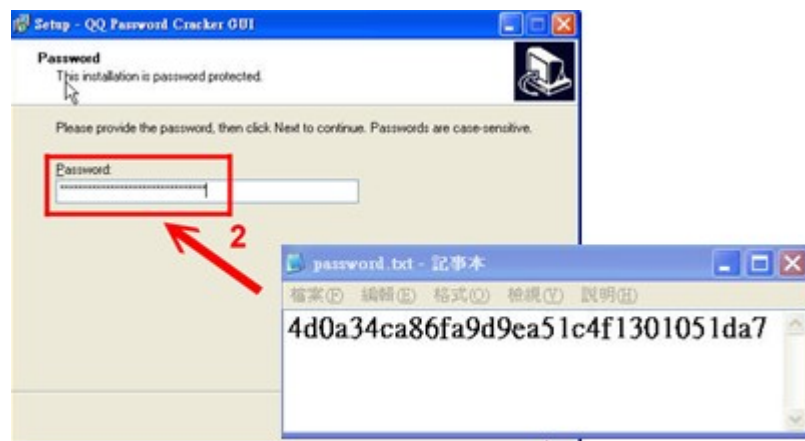 Setup - QQ Password Cracker GUI
Password
This installation is password protected.
Please provide the password, then click Next to continue. Passwords are case-sensitive.
Password:
2
password.txt - 記事本
檔案(F) 編輯(E) 格式(O) 檢視(V) 說明(H)
4d0a34ca86fa9d9ea51c4f1301051da7